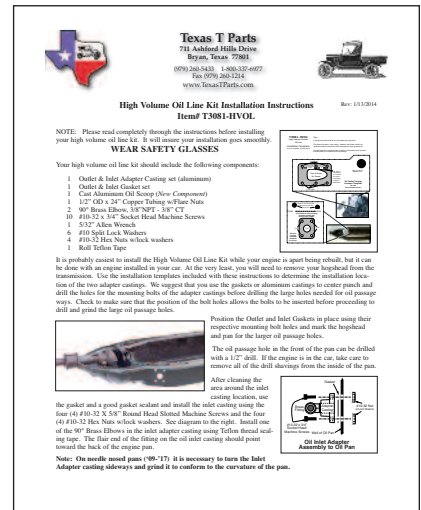 Texas T Parts
711 Ashford Hills Drive
Bryan, Texas 77801
(979) 260-5433 1-800-337-6977
Fax (979) 260-1214
www.TexasTParts.com
High Volume Oil Line Kit Installation Instructions
Rev: 1/13/2014
Item# T3081-HVOL
NOTE: Please read completely through the instructions before installing
your high volume oil line kit. It will insure your installation goes smoothly.
WEAR SAFETY GLASSES
Your high volume oil line kit should include the following components:
1 Outlet & Inlet Adapter Casting set (aluminum)
1 Outlet & Inlet Gasket set
1 Cast Aluminum Oil Scoop (New Component)
1 1/2" OD x 24" Copper Tubing w/Flare Nuts
2 90° Brass Elbow, 3/8"NPT - 3/8" CT
10 #10-32 x 3/4" Socket Head Machine Screws
1 5/32" Allen Wrench
6 #10 Split Lock Washers
4 #10-32 Hex Nuts w/lock washers
1 Roll Teflon Tape
It is probably easiest to install the High Volume Oil Line Kit while your engine is apart being rebuilt, but it can
be done with an engine installed in your car. At the very least, you will need to remove your hogshead from the
transmission. Use the installation templates included with these instructions to determine the installation loca-
tion of the two adapter castings. We suggest that you use the gaskets or aluminum castings to center punch and
drill the holes for the mounting bolts of the adapter castings before drilling the large holes needed for oil passage
ways. Check to make sure that the position of the bolt holes allows the bolts to be inserted before proceeding to
drill and grind the large oil passage holes.
Position the Outlet and Inlet Gaskets in place using their
respective mounting bolt holes and mark the hogshead
and pan for the larger oil passage holes.
The oil passage hole in the front of the pan can be drilled
with a 1/2" drill. If the engine is in the car, take care to
remove all of the drill shavings from the inside of the pan.
After cleaning the
area around the inlet
casting location, use
the gasket and a good gasket sealant and install the inlet casting using the
four (4) #10-32 X 5/8" Round Head Slotted Machine Screws and the four
(4) #10-32 Hex Nuts w/lock washers. See diagram to the right. Install one
of the 90° Brass Elbows in the inlet adapter casting using Teflon thread seal-
ing tape. The flair end of the fitting on the oil inlet casting should point
toward the back of the engine pan.
Gasket
Wall of Oil Pan
Oil Inlet Adapter
Assembly to Oil Pan
Note: On needle nosed pans ('09-'17) it is necessary to turn the Inlet
Adapter casting sideways and grind it to conform to the curvature of the pan.